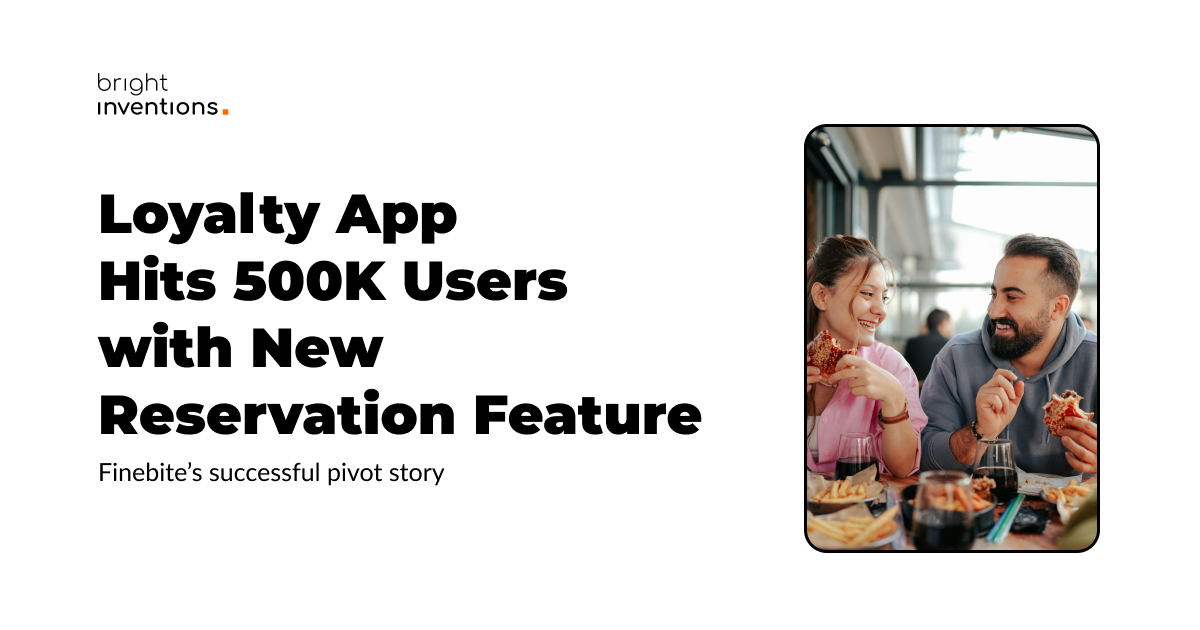 bright
inventions.
Loyalty App
Hits 500K Users
with New
Reservation Feature
Finebite’s successful pivot story